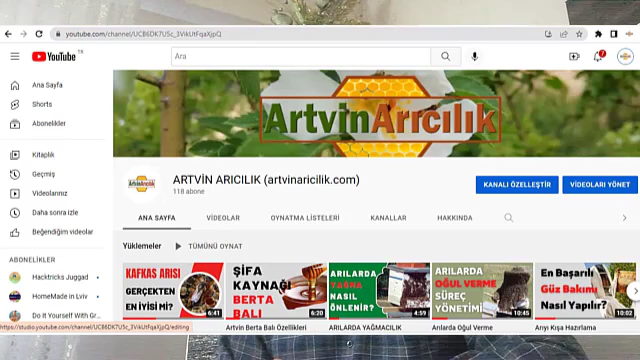 youtube.com/channel/UCB6DK7U5c_3VikUtFqaXjpQ
YouTube TR
Ara
Ana Sayfa
Shorts
Abonelikler
Kitaplık
Geçmiş
Videolarınız
Daha sonra izle
Beğendiğim videolar
ABONELİKLER
Hacktricks Juggad
HomeMade in Lviv
Do It Yourself With Gr...
ArtvinArıcılık
ArtvinArıcılık
ARTVİN ARICILIK (artvinaricilik.com)
118 abone
KANALI ÖZELLEŞTİR
VİDEOLARI YÖNET
ANA SAYFA
VİDEOLAR
OYNATMA LİSTELERİ
KANALLAR
HAKKINDA
Yüklemeler
TÜMÜNÜ OYNAT
KAFKAS ARISI
GERÇEKTEN
EN İYİSİ Mİ?
6:41
ŞİFA
KAYNAĞI
BERTA
BALI
6:20
Artvin Berta Balı Özellikleri
ARILARDA
YAĞMA
NASIL
ÖNLENİR?
4:59
ARILARDA YAĞMACILIK
ARILARDA
OĞUL VERME
SÜREÇ
YÖNETİMİ
10:45
Arılarda Oğul Verme
En Başarılı
Güz Bakımı
Nasıl Yapılır?
10:02
Arıyı Kışa Hazırlama
https://studio.youtube.com/channel/UCB6DK7U5c_3VikUtFqaXjpQ/editing